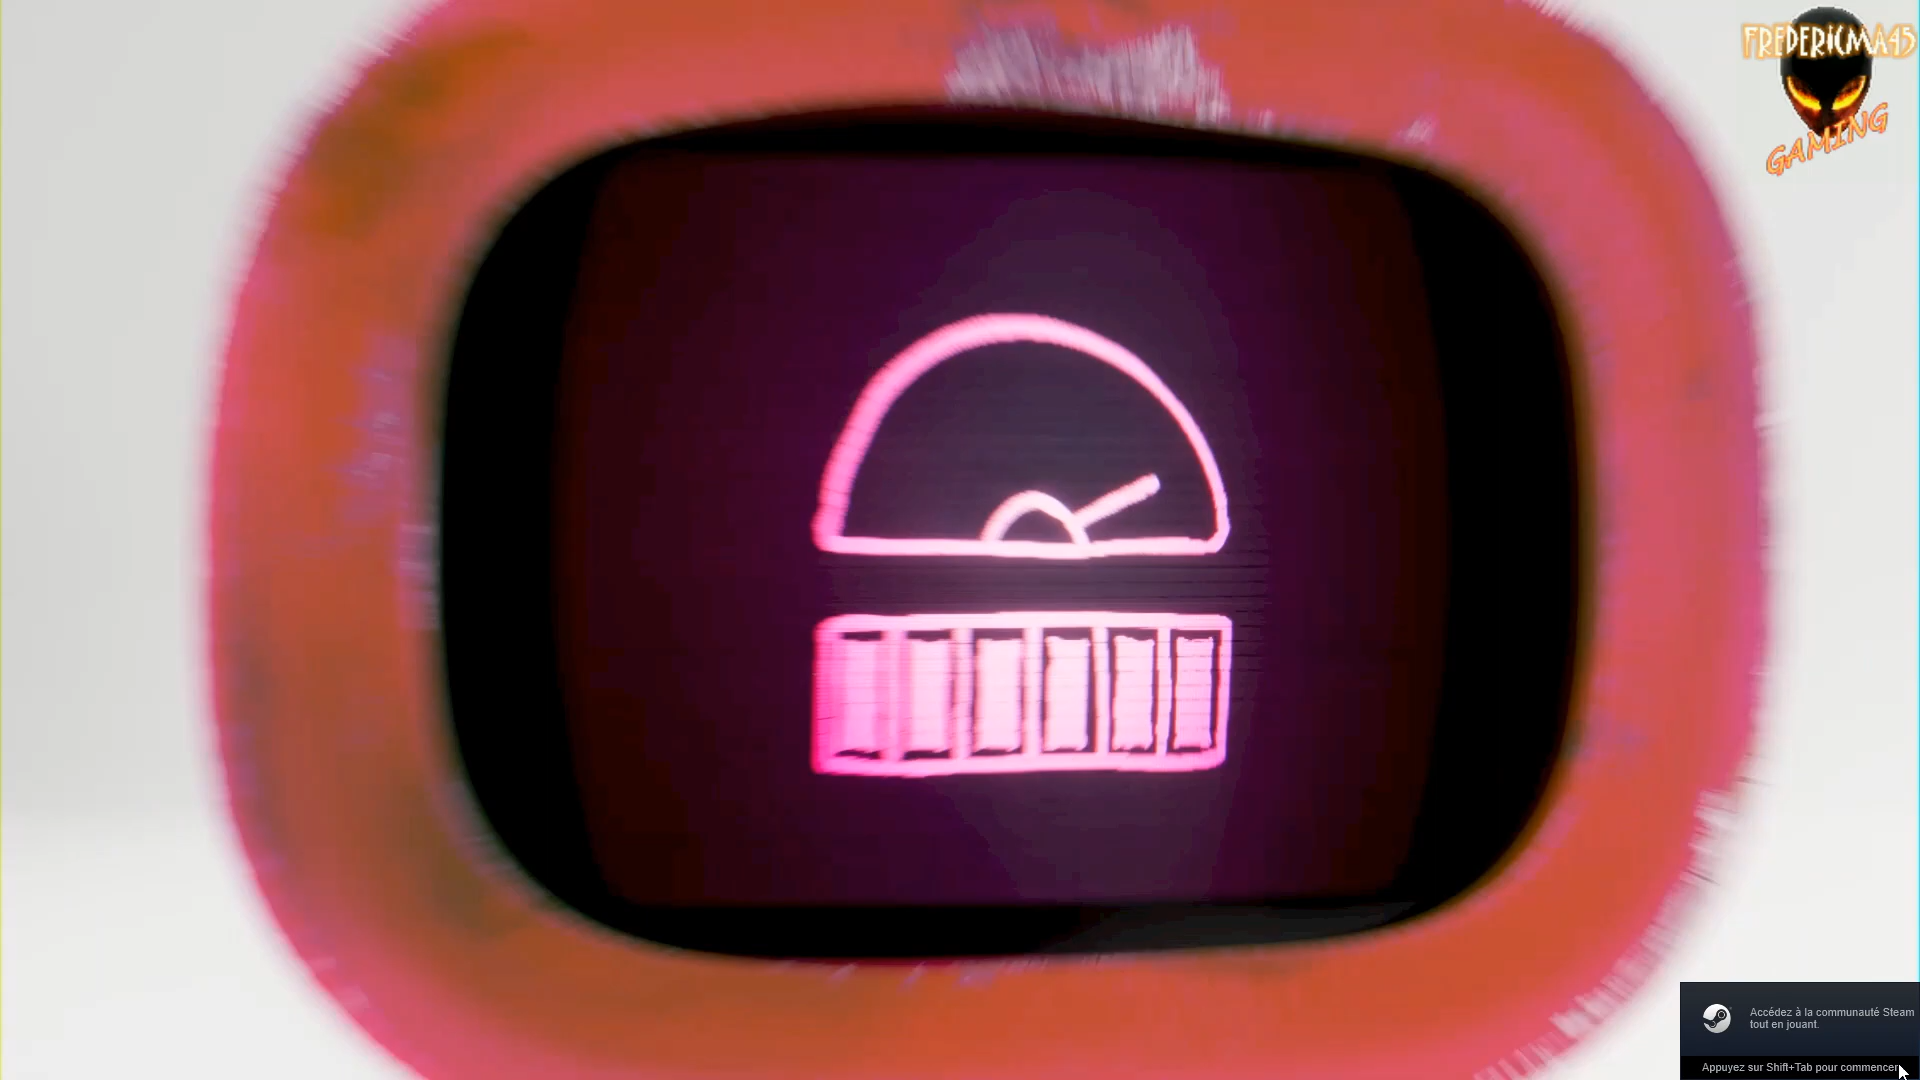 FREDERICMA45
GAMING
Accédez à la communauté Steam
tout en jouant.
Appuyez sur Shift+Tab pour commencer